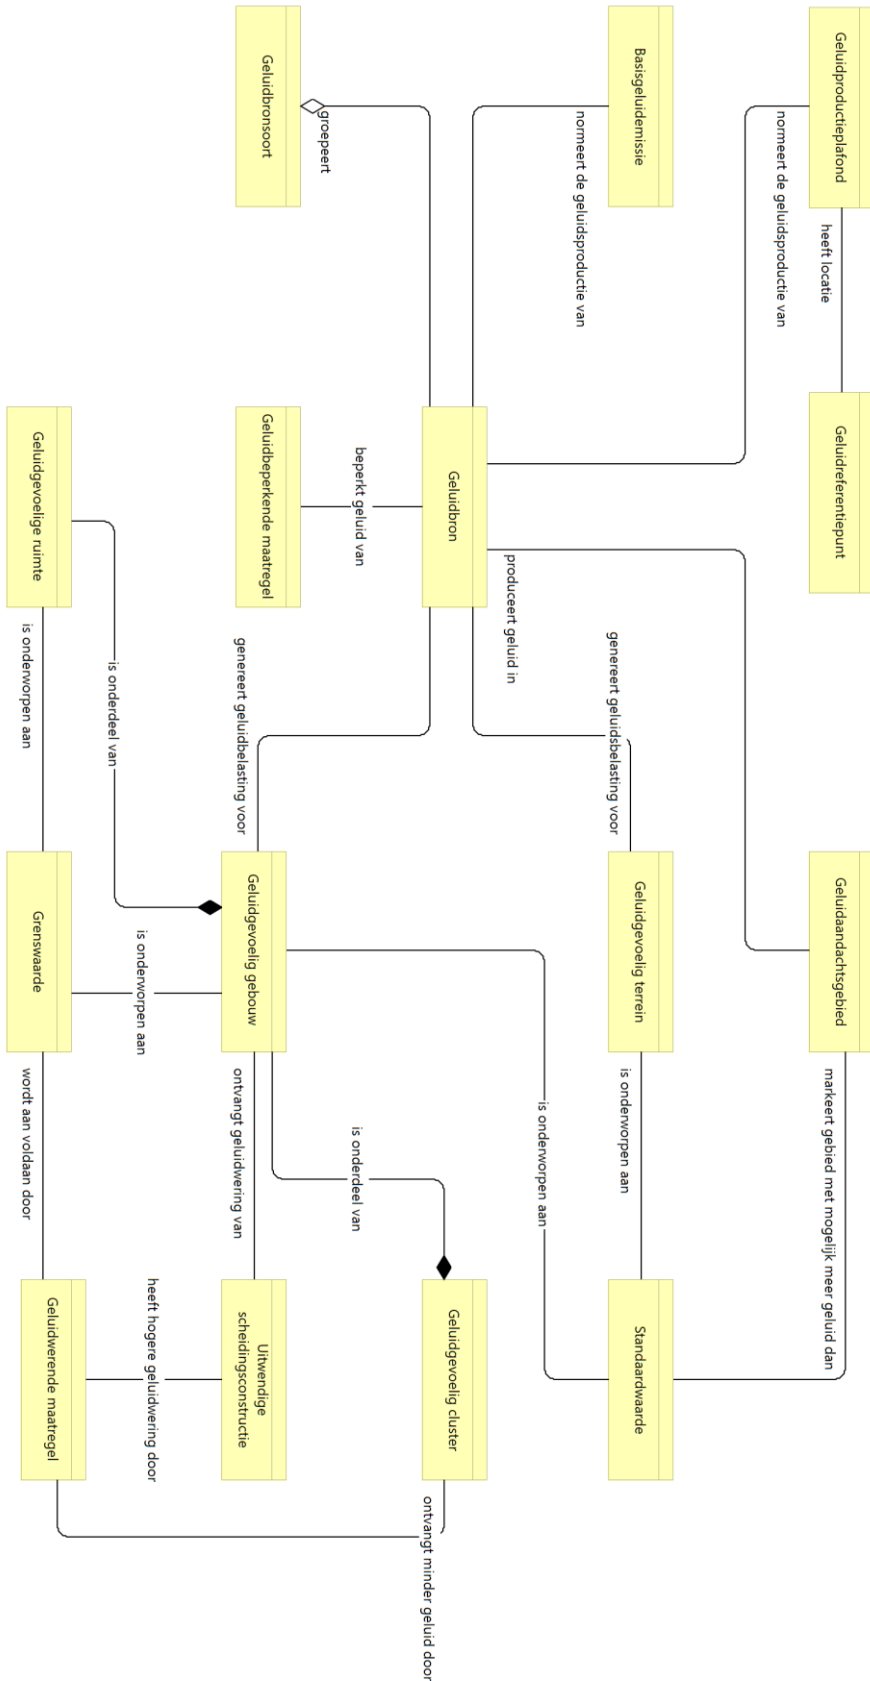 Geluidproductieplafond
heeft locatie
Geluidreferentiepunt
normeert de geluidsproductie van
Geluidaandachtsgebied
markeert gebied met mogelijk meer geluid dan
Basisgeluidemissie
normeert de geluidsproductie van
genereert geluidsbelasting voor
Geluidgevoelig terrein
is onderworpen aan
Standaardwaarde
produceert geluid in
is onderworpen aan
Geluidbron
Geluidgevoelig cluster
ontvangt minder geluid door
beperkt geluid van
is onderdeel van
groepeert
Geluidbronsoort
Geluidbeperkende maatregel
genereert geluidbelasting voor
Geluidgevoelig gebouw
ontvangt geluidwering van
Uitwendige
scheidingsconstructie
is onderdeel van
is onderworpen aan
heeft hogere geluidwering door
Geluidgevoelige ruimte
is onderworpen aan
Grenswaarde
wordt aan voldaan door
Geluidwerende maatregel